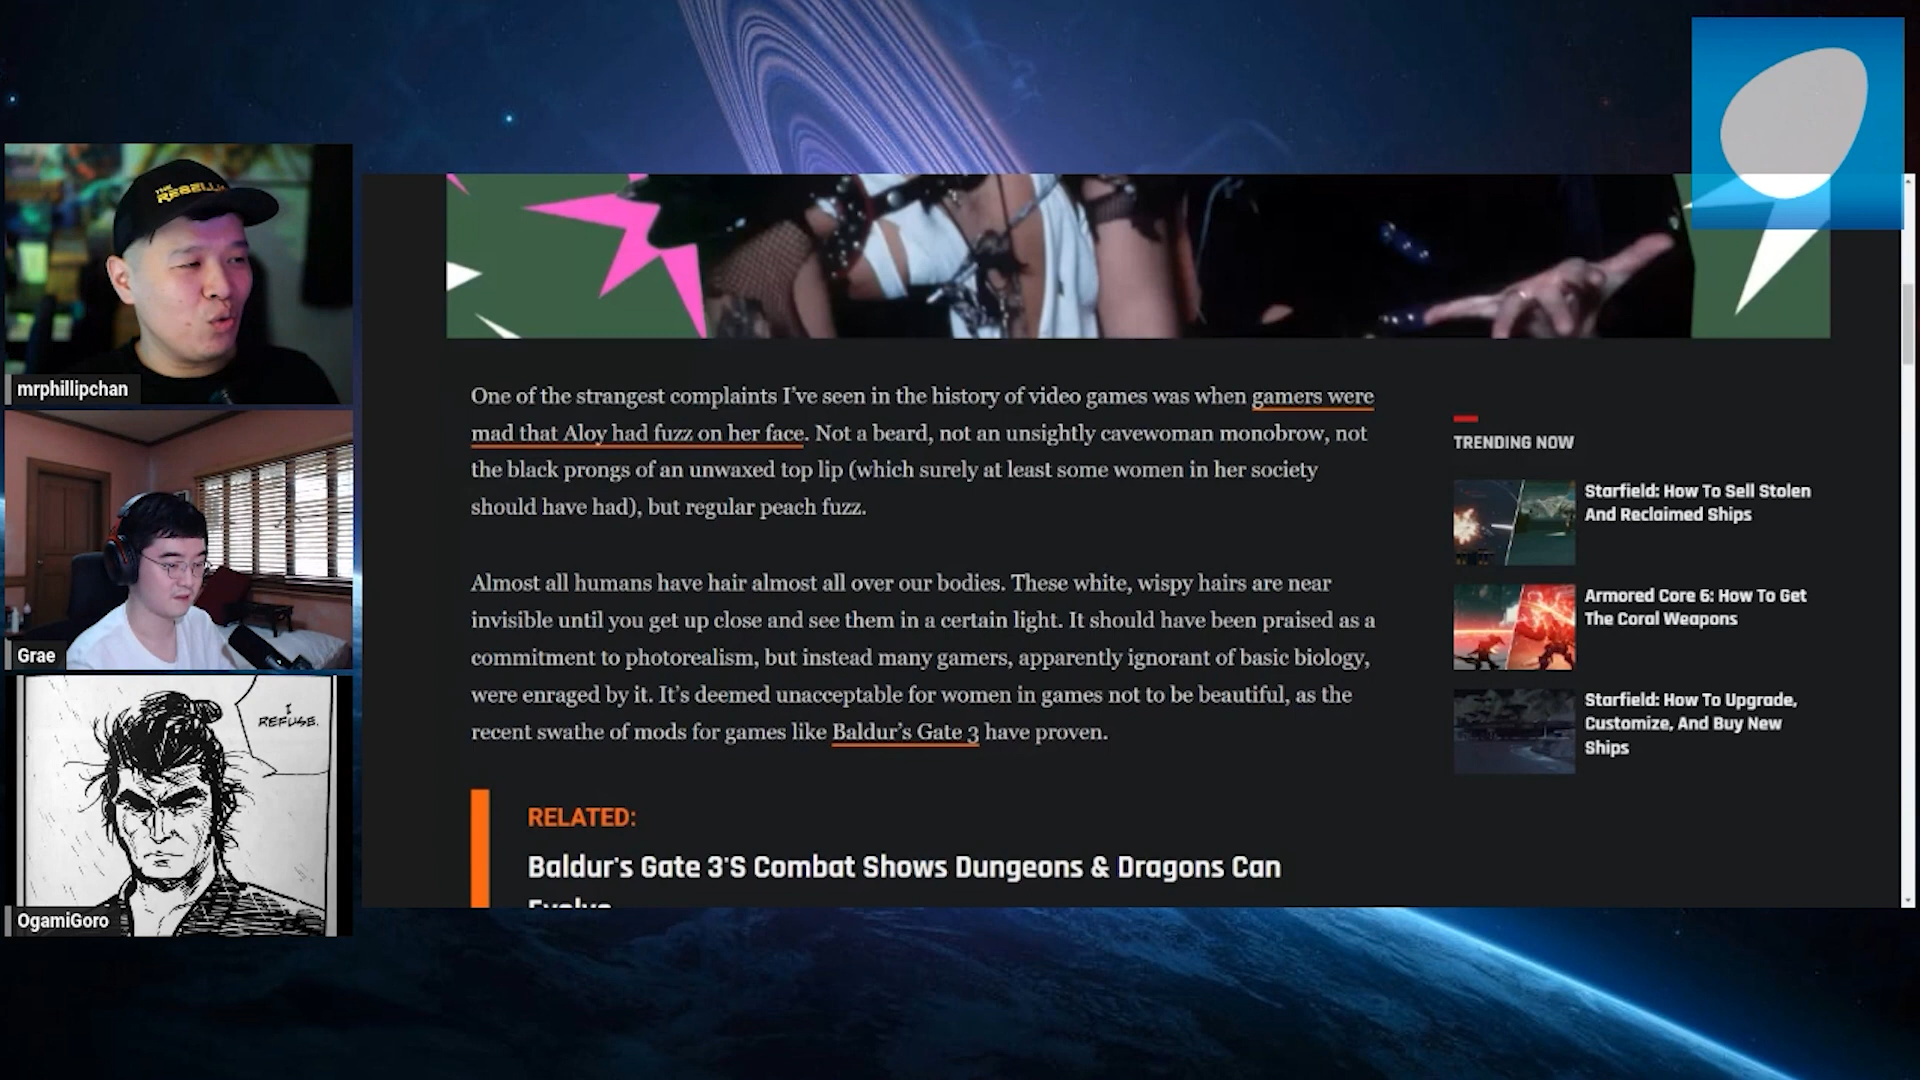 THE
REBELLI
mrphillipchan
Grae
I
REFUSE.
OgamiGoro
One of the strangest complaints I've seen in the history of video games was when gamers were
mad that Aloy had fuzz on her face. Not a beard, not an unsightly cavewoman monobrow, not
the black prongs of an unwaxed top lip (which surely at least some women in her society
should have had), but regular peach fuzz.
Almost all humans have hair almost all over our bodies. These white, wispy hairs are near
invisible until you get up close and see them in a certain light. It should have been praised as a
commitment to photorealism, but instead many gamers, apparently ignorant of basic biology,
were enraged by it. It's deemed unacceptable for women in games not to be beautiful, as the
recent swathe of mods for games like Baldur's Gate 3 have proven.
RELATED:
Baldur's Gate 3'S Combat Shows Dungeons & Dragons Can
Evolve
TRENDING NOW
Starfield: How To Sell Stolen
And Reclaimed Ships
Armored Core 6: How To Get
The Coral Weapons
Starfield: How To Upgrade,
Customize, And Buy New
Ships